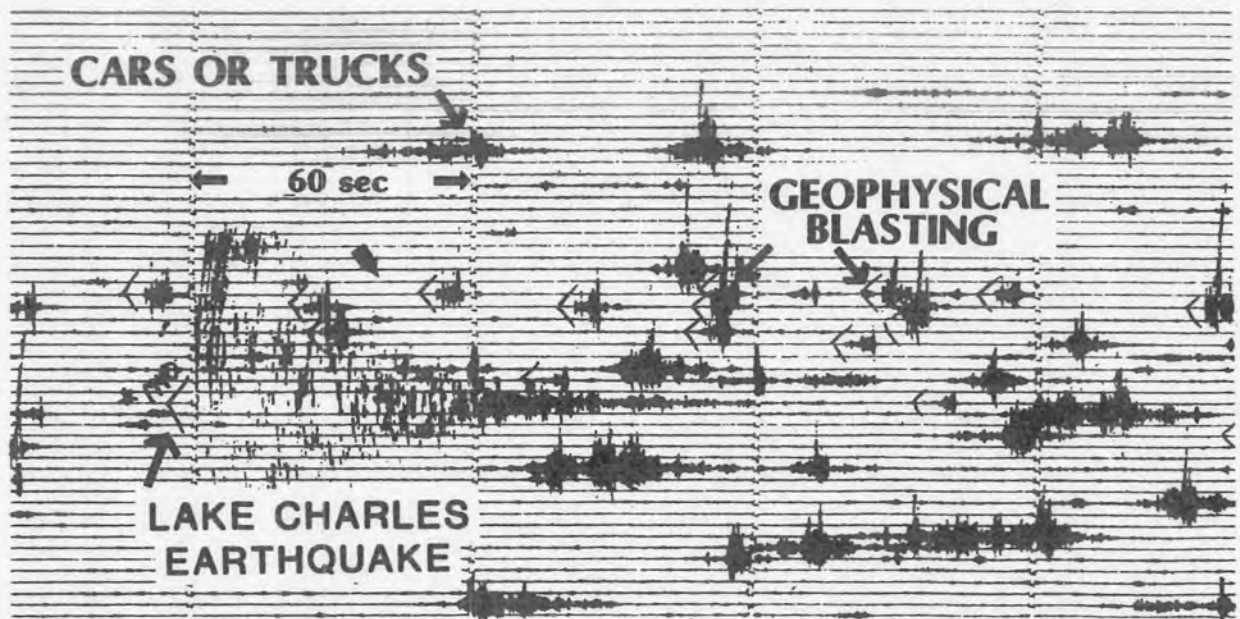 CARS OR TRUCKS
60 sec
GEOPHYSICAL
BLASTING
LAKE CHARLES
EARTHQUAKE